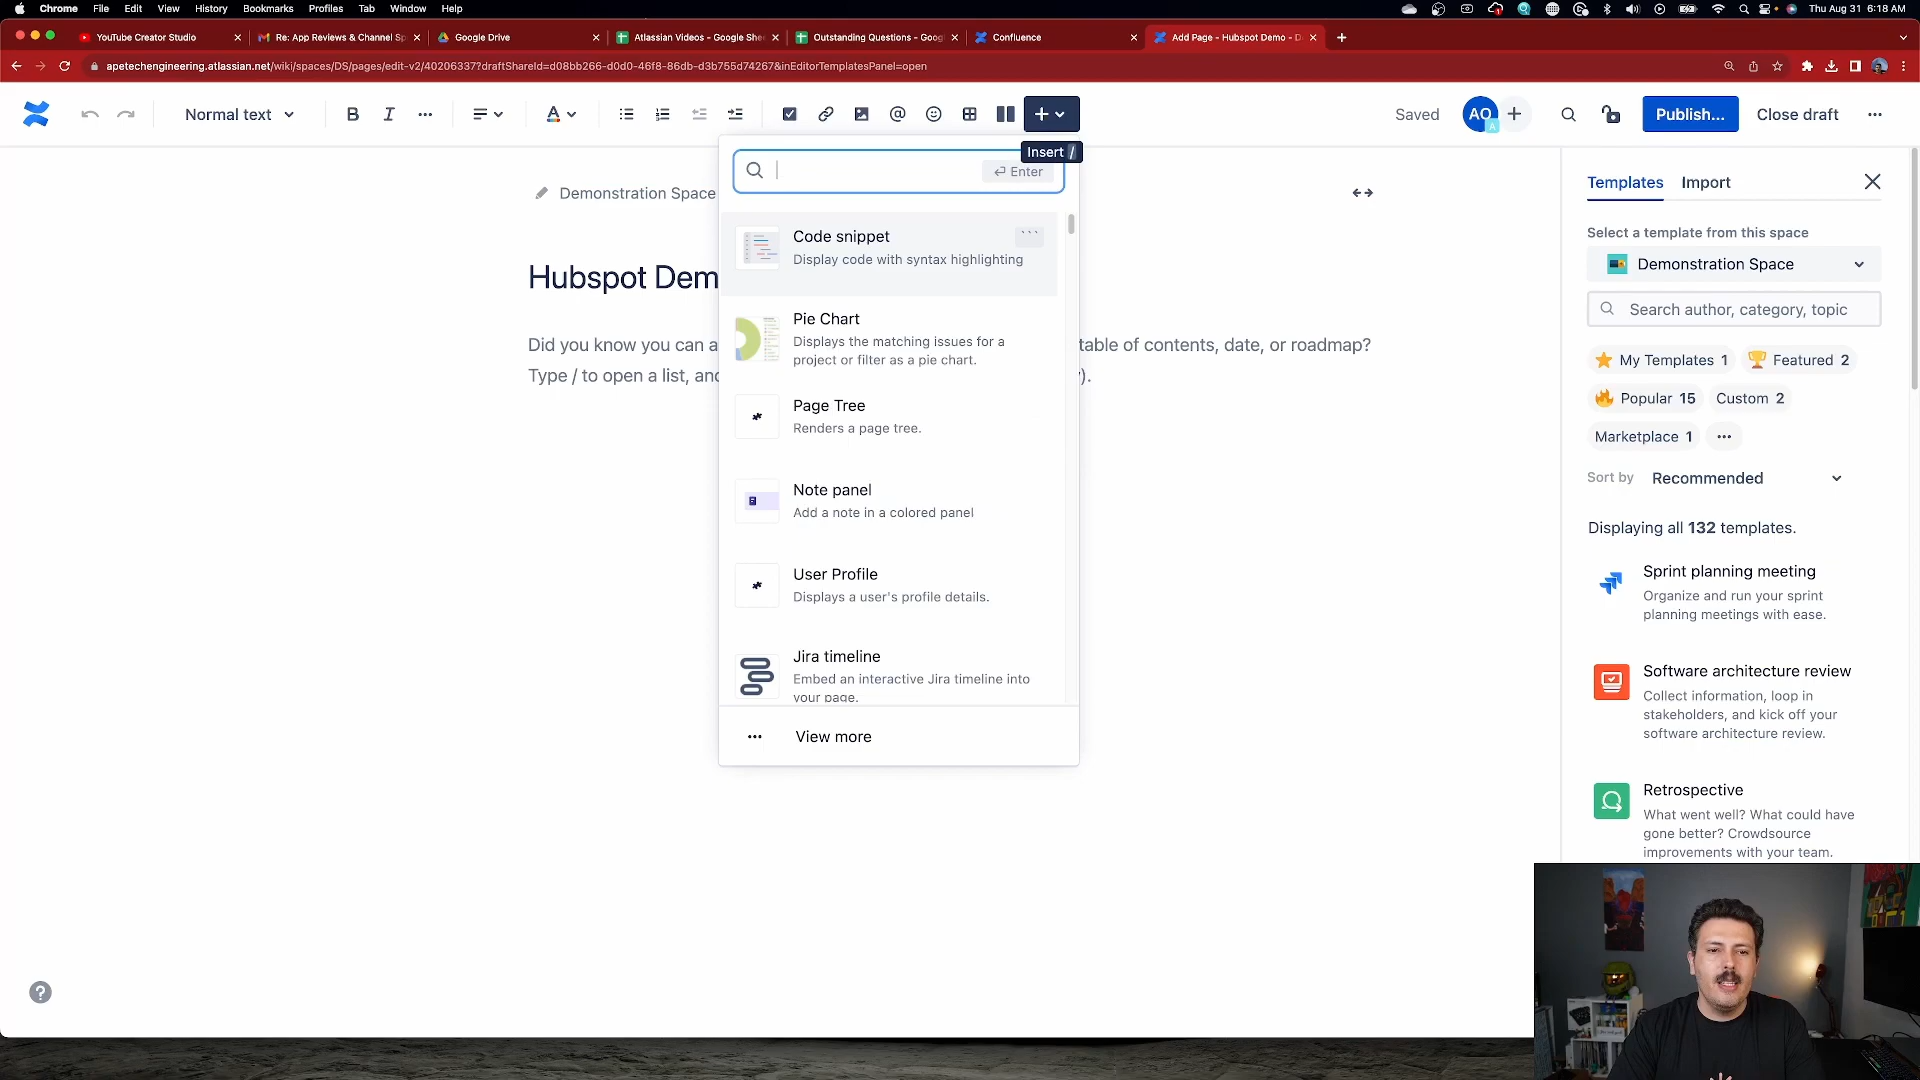 Chrome File Edit View History Bookmarks Profiles Tab Window Help
Thu Aug 31 6:18 AM
YouTube Creator Studio
Re: App Reviews & Channel Sp
Google Drive
Atlassian Videos - Google She
Outstanding Questions - Goog
Confluence
Add Page - Hubspot Demo - D
apetechengineering.atlassian.net/wiki/spaces/DS/pages/edit-v2/40206337?draftShareId=d08bb266-d0d0-46f8-86db-d3b755d74267&inEditorTemplatesPanel=open
Normal text
B I A
Saved
AO
A
Publish...
Close draft
Insert /
Enter
Demonstration Space
Hubspot Dem
Did you know you can a
table of contents, date, or roadmap?
Type / to open a list, and
y).
Code snippet
```
Display code with syntax highlighting
Pie Chart
Displays the matching issues for a
project or filter as a pie chart.
Page Tree
Renders a page tree.
Note panel
Add a note in a colored panel
User Profile
Displays a user's profile details.
Jira timeline
Embed an interactive Jira timeline into
your page.
View more
Templates Import
Select a template from this space
Demonstration Space
Search author, category, topic
My Templates 1
Featured 2
Popular 15
Custom 2
Marketplace 1
Sort by Recommended
Displaying all 132 templates.
Sprint planning meeting
Organize and run your sprint
planning meetings with ease.
Software architecture review
Collect information, loop in
stakeholders, and kick off your
software architecture review.
Retrospective
What went well? What could have
gone better? Crowdsource
improvements with your team.
?